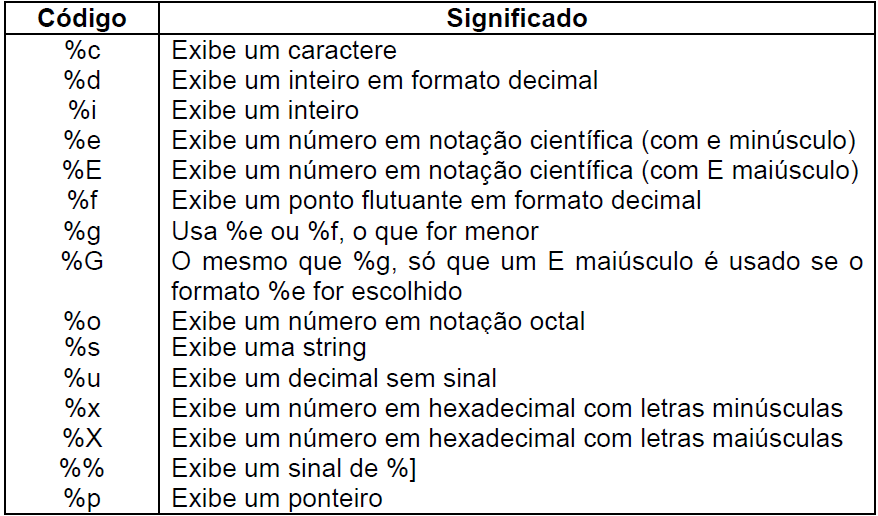 Código Significado
%c Exibe um caractere
%d Exibe um inteiro em formato decimal
%i Exibe um inteiro
%e Exibe um número em notação científica (com e minúsculo)
%E Exibe um número em notação científica (com E maiúsculo)
%f Exibe um ponto flutuante em formato decimal
%g Usa %e ou %f, o que for menor
%G O mesmo que %g, só que um E maiúsculo é usado se o
formato %e for escolhido
%o Exibe um número em notação octal
%s Exibe uma string
%u Exibe um decimal sem sinal
%x Exibe um número em hexadecimal com letras minúsculas
%X Exibe um número em hexadecimal com letras maiúsculas
%% Exibe um sinal de %]
%p Exibe um ponteiro